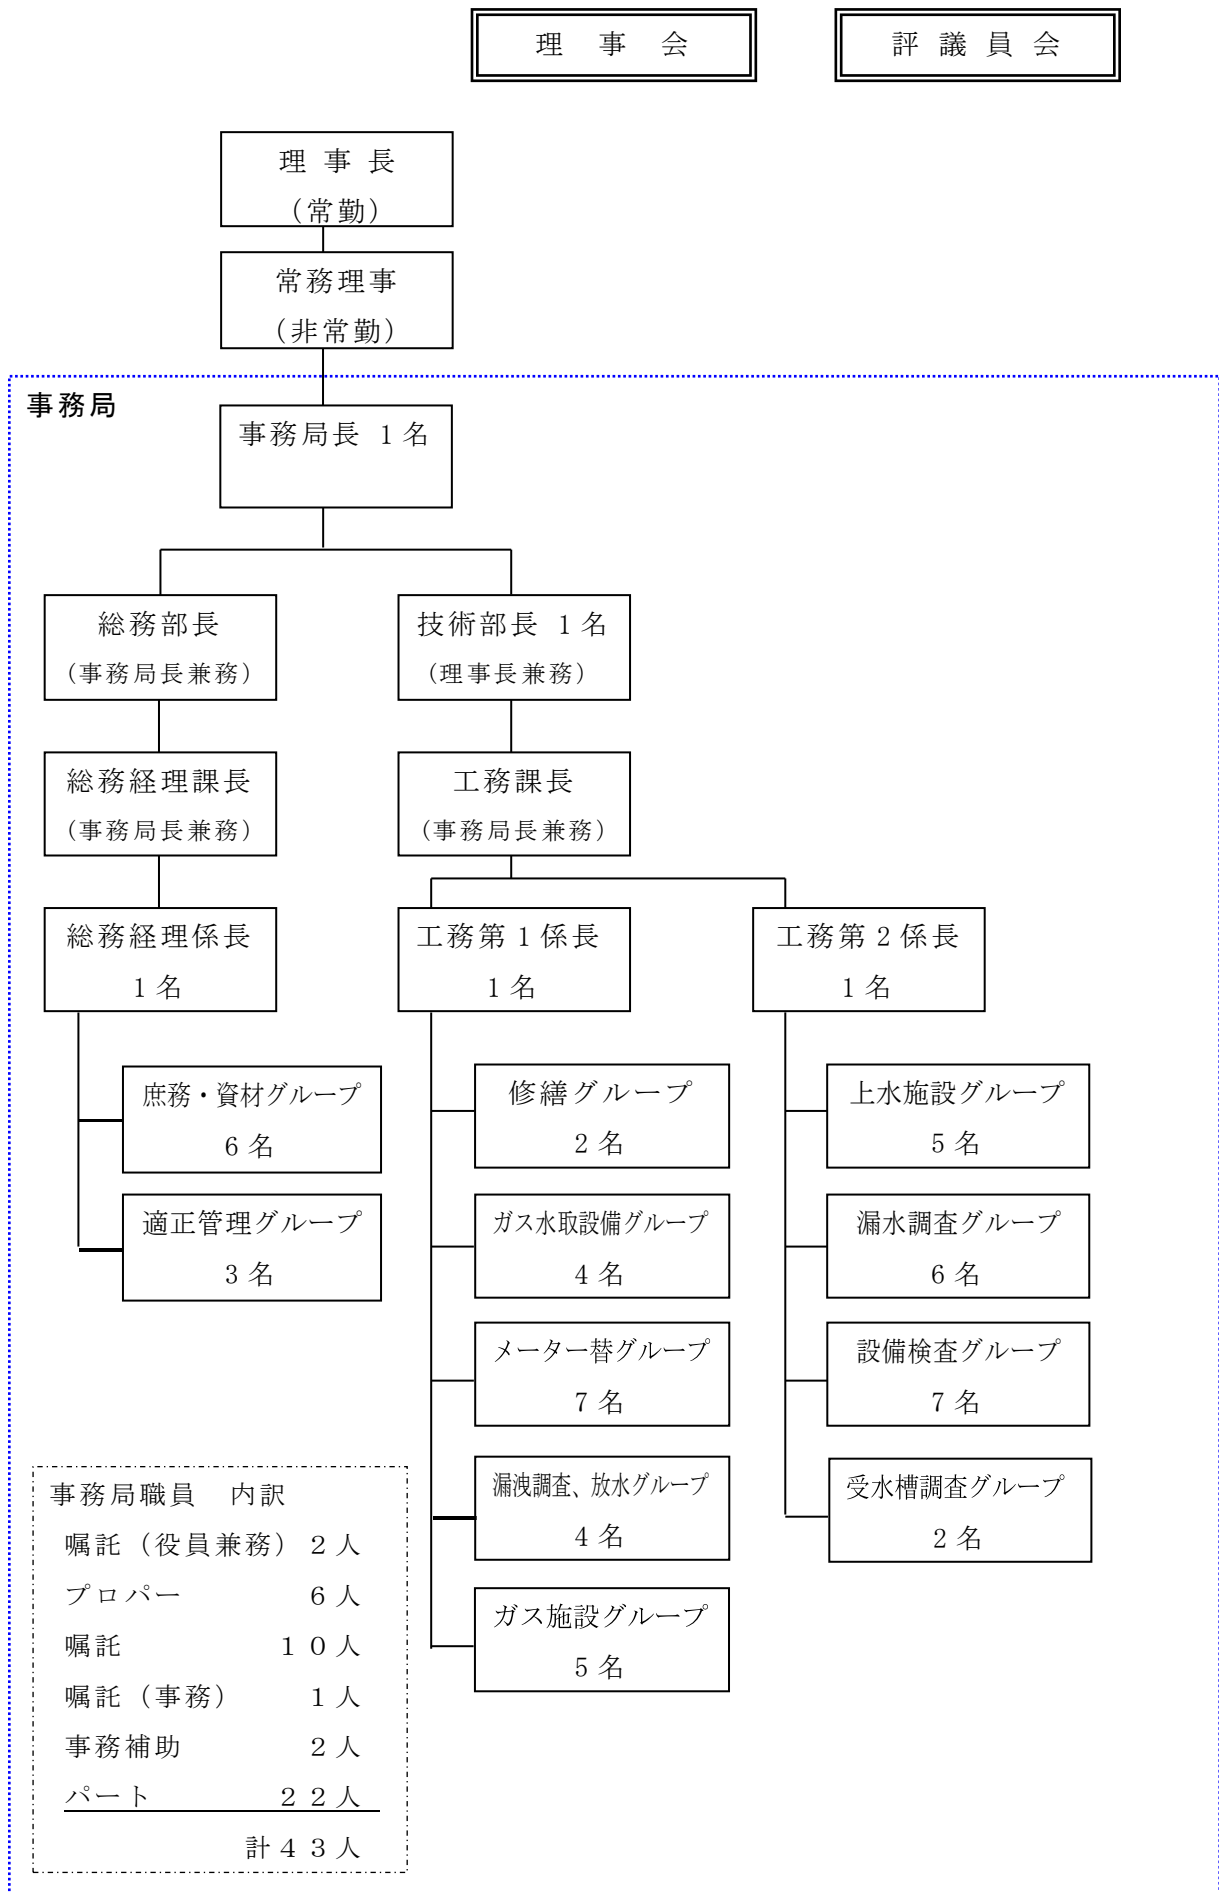 理 事 会
評 議 員 会
理 事 長
（常勤）
常務理事
（非常勤）
事務局
事務局長 1名
総務部長
（事務局長兼務）
技術部長 1名
（理事長兼務）
総務経理課長
（事務局長兼務）
工務課長
（事務局長兼務）
総務経理係長
1名
工務第1係長
1名
工務第2係長
1名
庶務・資材グループ
6名
適正管理グループ
3名
修繕グループ
2名
ガス水取設備グループ
4名
メーター替グループ
7名
漏洩調査、放水グループ
4名
ガス施設グループ
5名
上水施設グループ
5名
漏水調査グループ
6名
設備検査グループ
7名
受水槽調査グループ
2名
事務局職員 内訳
嘱託（役員兼務）２人
プロパー ６人
嘱託 １０人
嘱託（事務） １人
事務補助 ２人
パート ２２人
計４３人